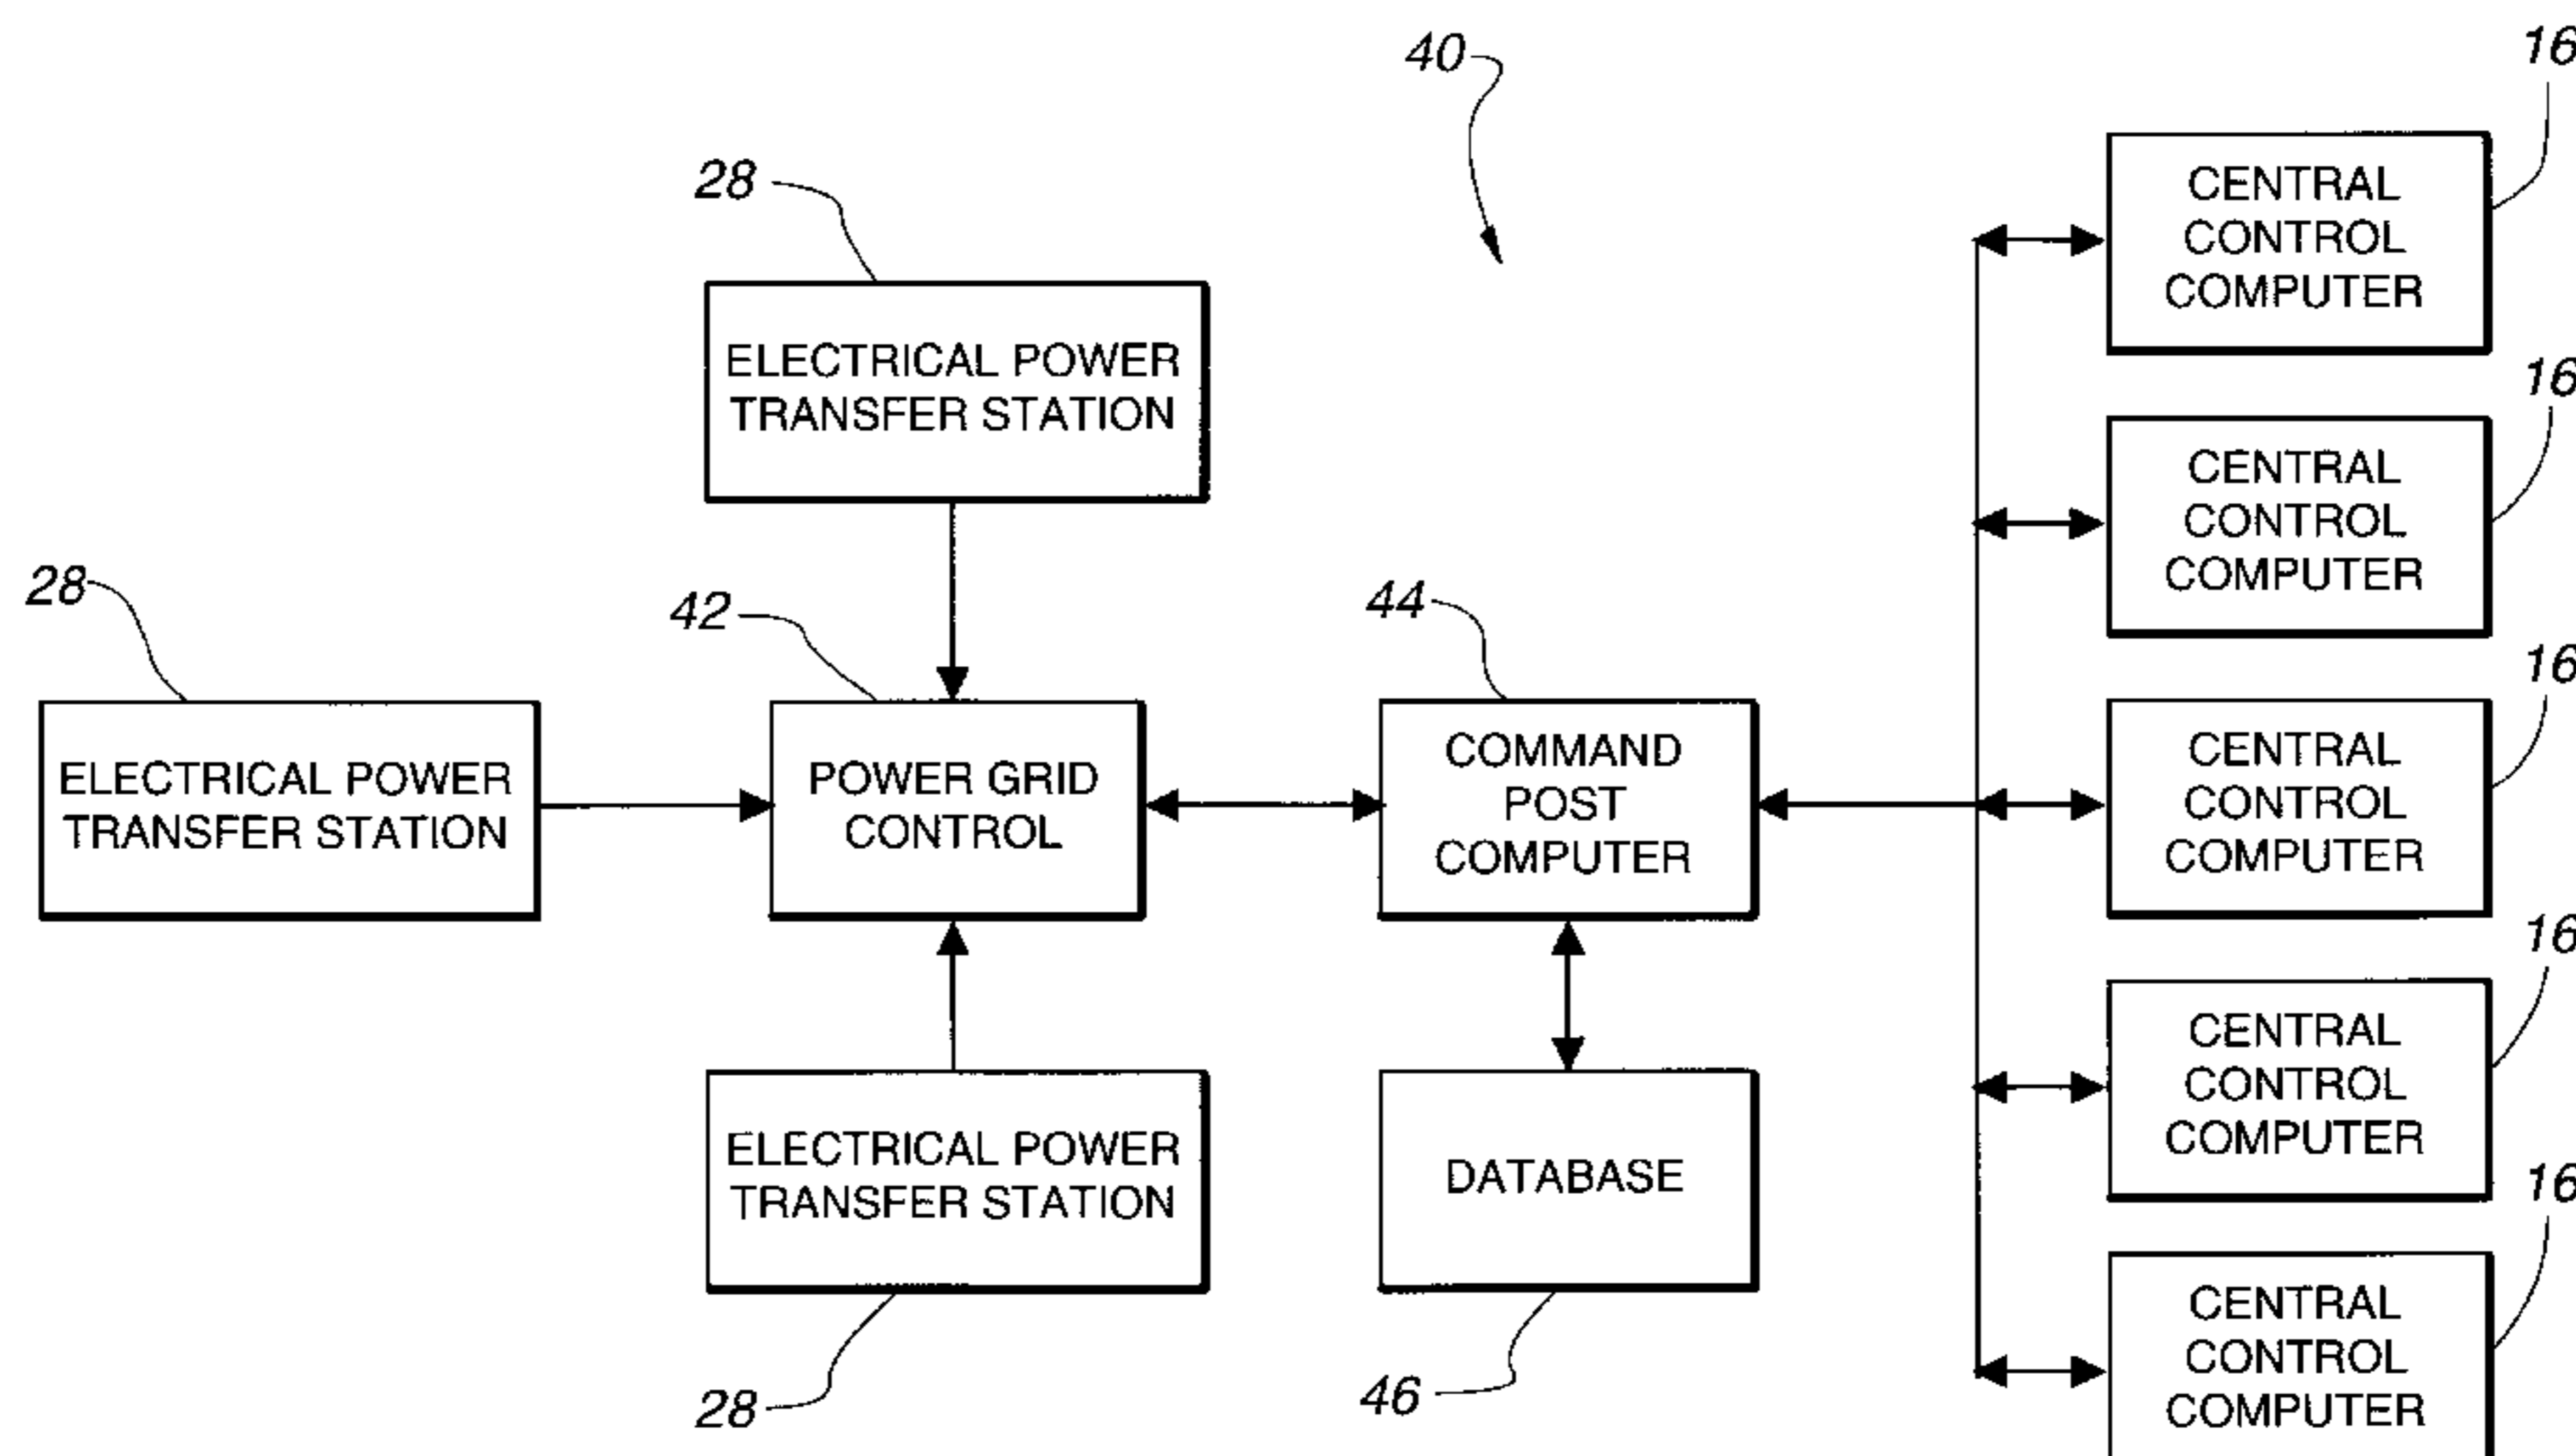 40
16
CENTRAL
CONTROL
COMPUTER
28
ELECTRICAL POWER
TRANSFER STATION
16
CENTRAL
CONTROL
COMPUTER
28
ELECTRICAL POWER
TRANSFER STATION
42
POWER GRID
CONTROL
44
COMMAND
POST
COMPUTER
16
CENTRAL
CONTROL
COMPUTER
16
CENTRAL
CONTROL
COMPUTER
ELECTRICAL POWER
TRANSFER STATION
28
DATABASE
46
16
CENTRAL
CONTROL
COMPUTER